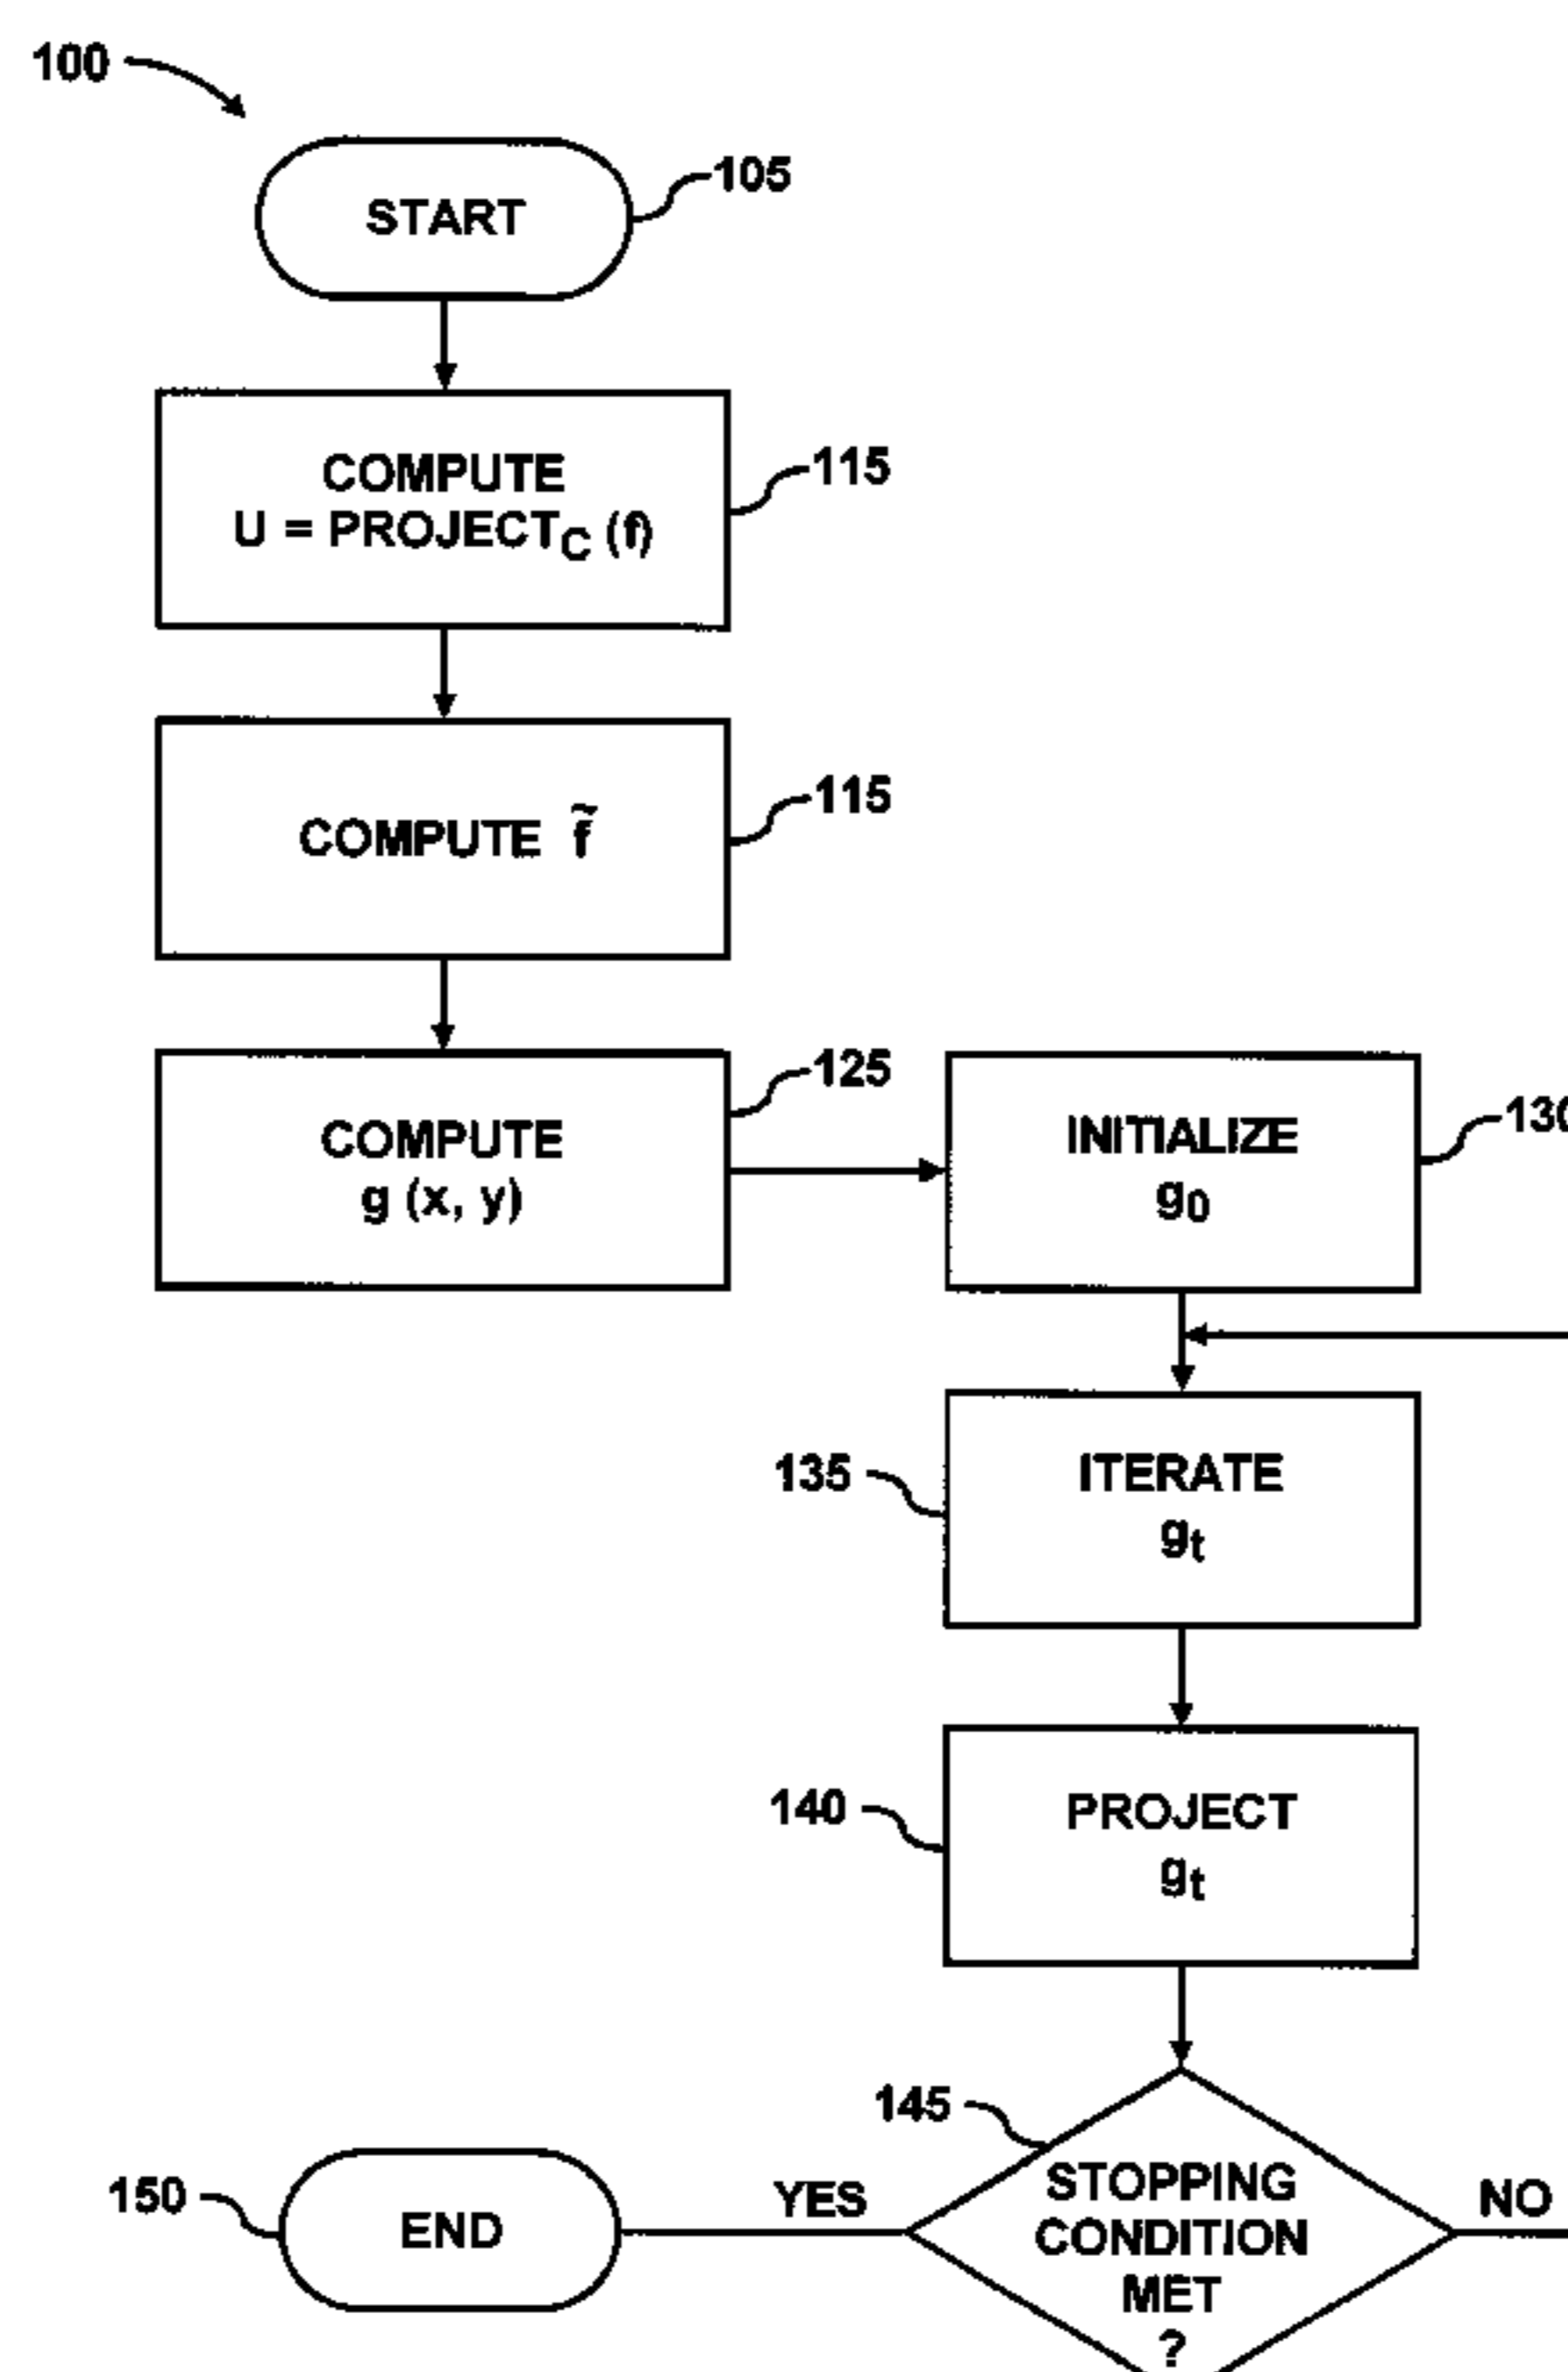 100
START
105
COMPUTE
U = PROJECT_C (f)
115
COMPUTE f̃
115
COMPUTE
g (x, y)
125
INITIALIZE
g₀
130
ITERATE
gₜ
135
PROJECT
gₜ
140
STOPPING
CONDITION
MET
?
145
YES
NO
END
150